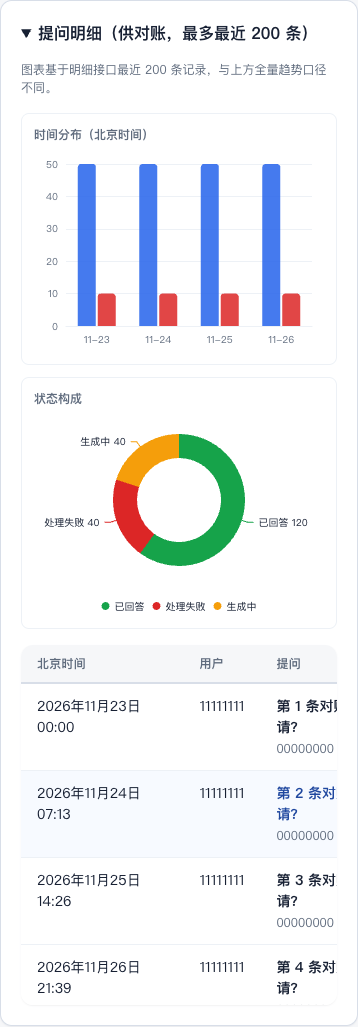 ▼ 提问明细（供对账，最多最近 200 条）
图表基于明细接口最近 200 条记录，与上方全量趋势口径
不同。
时间分布（北京时间）
50
40
30
20
10
0
11-23 11-24 11-25 11-26
状态构成
生成中 40
处理失败 40
已回答 120
已回答 处理失败 生成中
北京时间 用户 提问
2026年11月23日 11111111 第 1 条对
00:00 请?
00000000
2026年11月24日 11111111 第 2 条对
07:13 请?
00000000
2026年11月25日 11111111 第 3 条对
14:26 请?
00000000
2026年11月26日 11111111 第 4 条对
21:39 请?